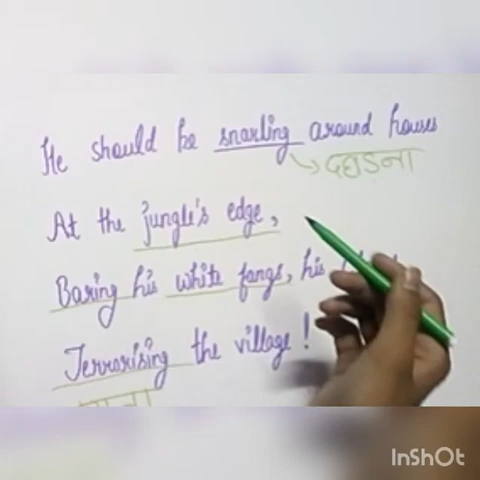 He should be snarling around houses
दहाडना
At the jungle's edge,
Baring his white fangs, his
Terrorising the village!
InShOt